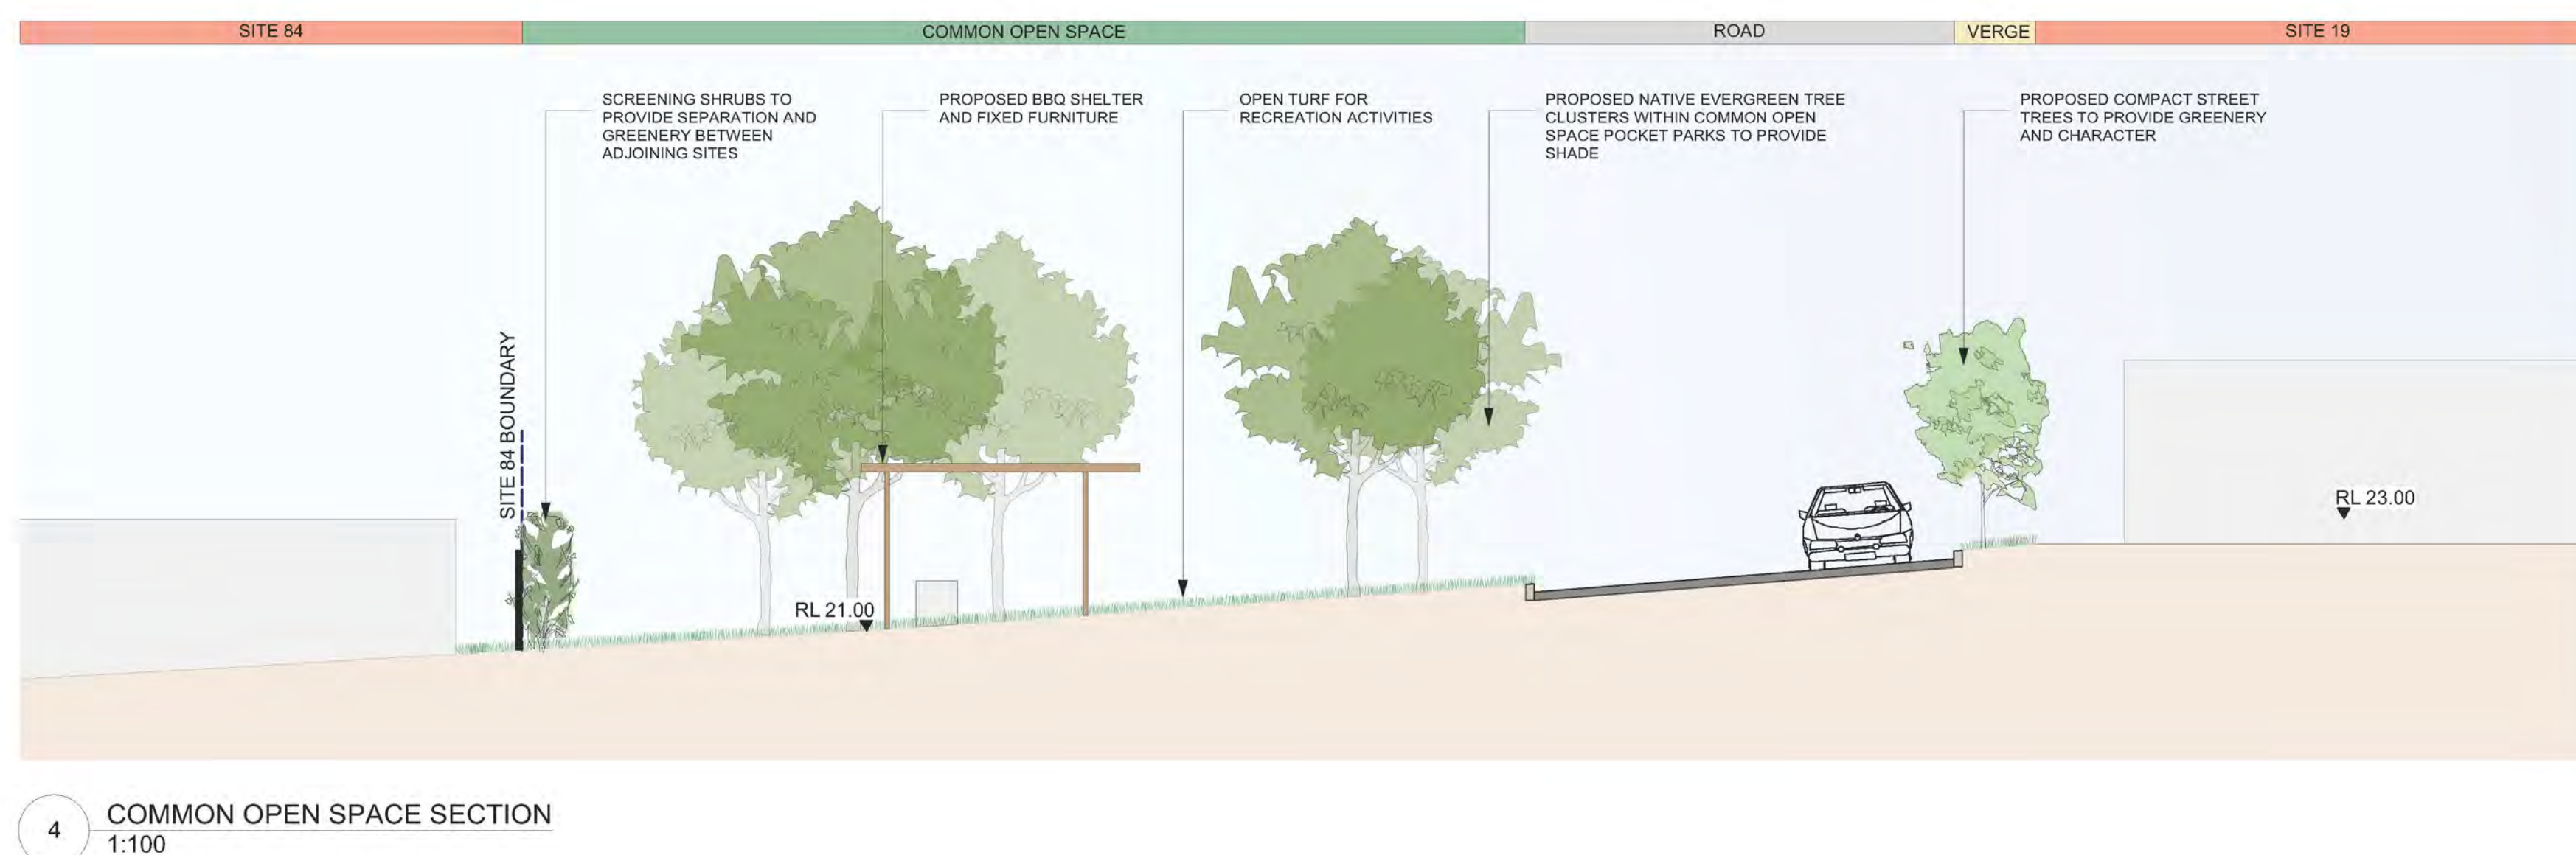 SITE 84
COMMON OPEN SPACE
ROAD
VERGE
SITE 19
SCREENING SHRUBS TO
PROVIDE SEPARATION AND
GREENERY BETWEEN
ADJOINING SITES
PROPOSED BBQ SHELTER
AND FIXED FURNITURE
OPEN TURF FOR
RECREATION ACTIVITIES
PROPOSED NATIVE EVERGREEN TREE
CLUSTERS WITHIN COMMON OPEN
SPACE POCKET PARKS TO PROVIDE
SHADE
PROPOSED COMPACT STREET
TREES TO PROVIDE GREENERY
AND CHARACTER
SITE 84 BOUNDARY
RL 23.00
RL 21.00
4
COMMON OPEN SPACE SECTION
1:100